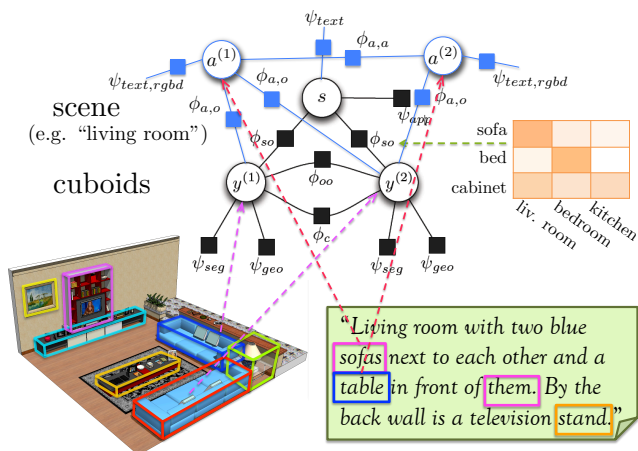 ψtext
a(1)
ϕa,a
a(2)
ψtext,rgbd
ϕa,o
ψtext,rgbd
ϕa,o
s
ϕa,o
scene
(e.g. “living room”)
ψapp
ϕso
ϕso
sofa
bed
cabinet
liv. room
bedroom
kitchen
cuboids
y(1)
ϕoo
y(2)
ϕc
ψseg
ψgeo
ψseg
ψgeo
“Living room with two blue
sofas next to each other and a
table in front of them. By the
back wall is a television stand.”